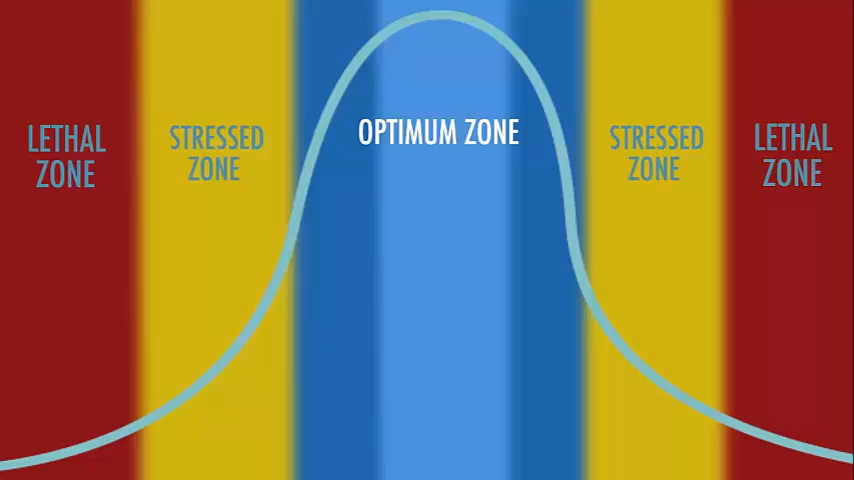 LETHAL
ZONE
STRESSED
ZONE
OPTIMUM ZONE
STRESSED
ZONE
LETHAL
ZONE